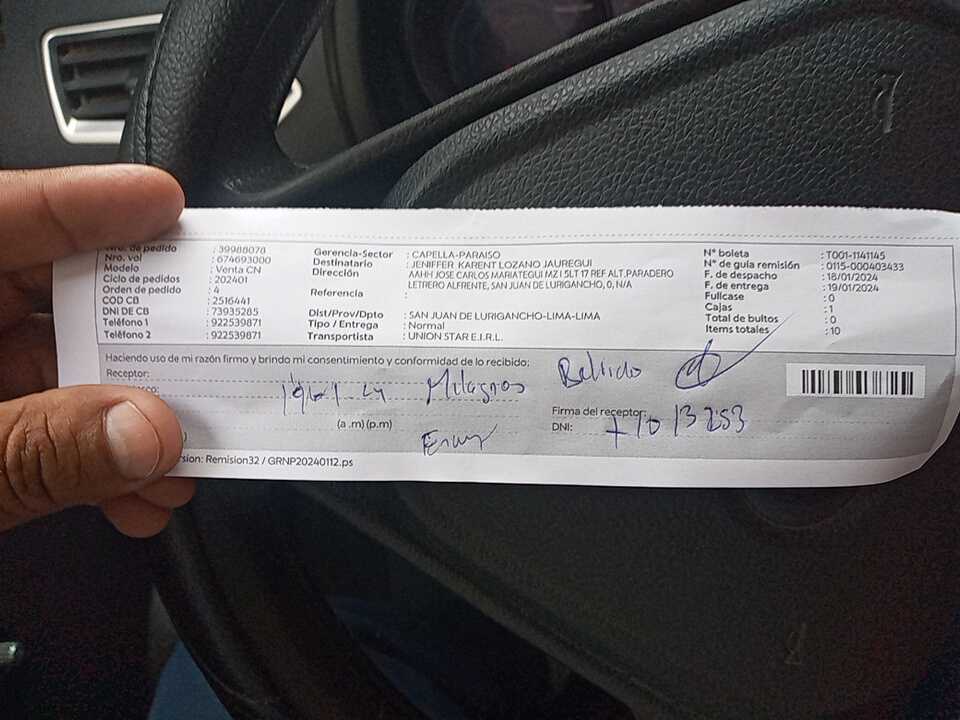 Nro. de pedido : 39988078
Nro. vol : 674693000
Modelo : Venta CN
Ciclo de pedidos : 202401
Orden de pedido : 4
COD CB : 2516441
DNI DE CB : 73935285
Teléfono 1 : 922539871
Teléfono 2 : 922539871
Gerencia-Sector : CAPELLA-PARAISO
Destinatario : JENIFFER KARENT LOZANO JAUREGUI
Dirección : AAHH JOSE CARLOS MARIATEGUI MZ I 5LT 17 REF ALT.PARADERO
LETRERO ALFRENTE, SAN JUAN DE LURIGANCHO, 0, N/A
Referencia :
Dist/Prov/Dpto : SAN JUAN DE LURIGANCHO-LIMA-LIMA
Tipo / Entrega : Normal
Transportista : UNION STAR E.I.R.L.
N° boleta : T001-1141145
N° de guía remisión : 0115-000403433
F. de despacho : 18/01/2024
F. de entrega : 19/01/2024
Fullcase : 0
Cajas : 1
Total de bultos : 0
Items totales : 10
Haciendo uso de mi razón firmo y brindo mi consentimiento y conformidad de lo recibido:
Receptor:
Milagros Bellido
(a .m) (p.m)
Firma del receptor:
DNI:
Version: Remision32 / GRNP20240112.ps